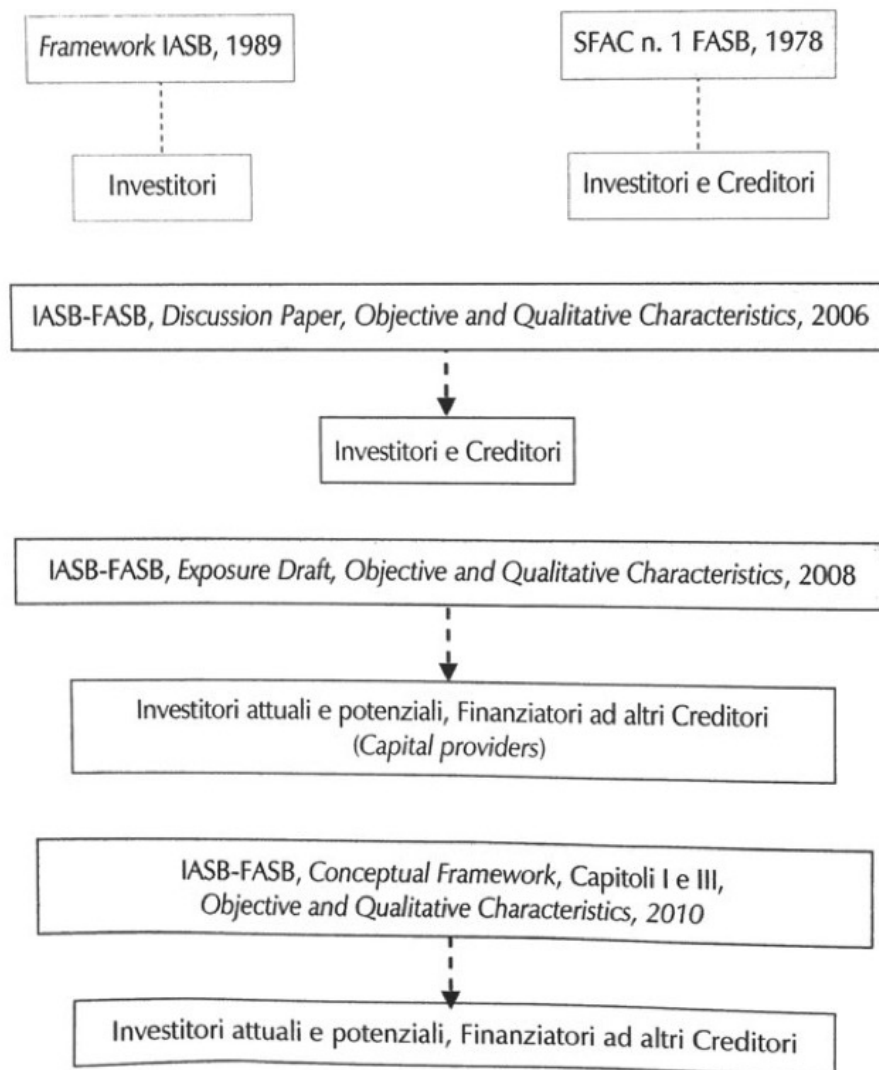 Framework IASB, 1989
SFAC n. 1 FASB, 1978
Investitori
Investitori e Creditori
IASB-FASB, Discussion Paper, Objective and Qualitative Characteristics, 2006
Investitori e Creditori
IASB-FASB, Exposure Draft, Objective and Qualitative Characteristics, 2008
Investitori attuali e potenziali, Finanziatori ad altri Creditori
(Capital providers)
IASB-FASB, Conceptual Framework, Capitoli I e III,
Objective and Qualitative Characteristics, 2010
Investitori attuali e potenziali, Finanziatori ad altri Creditori